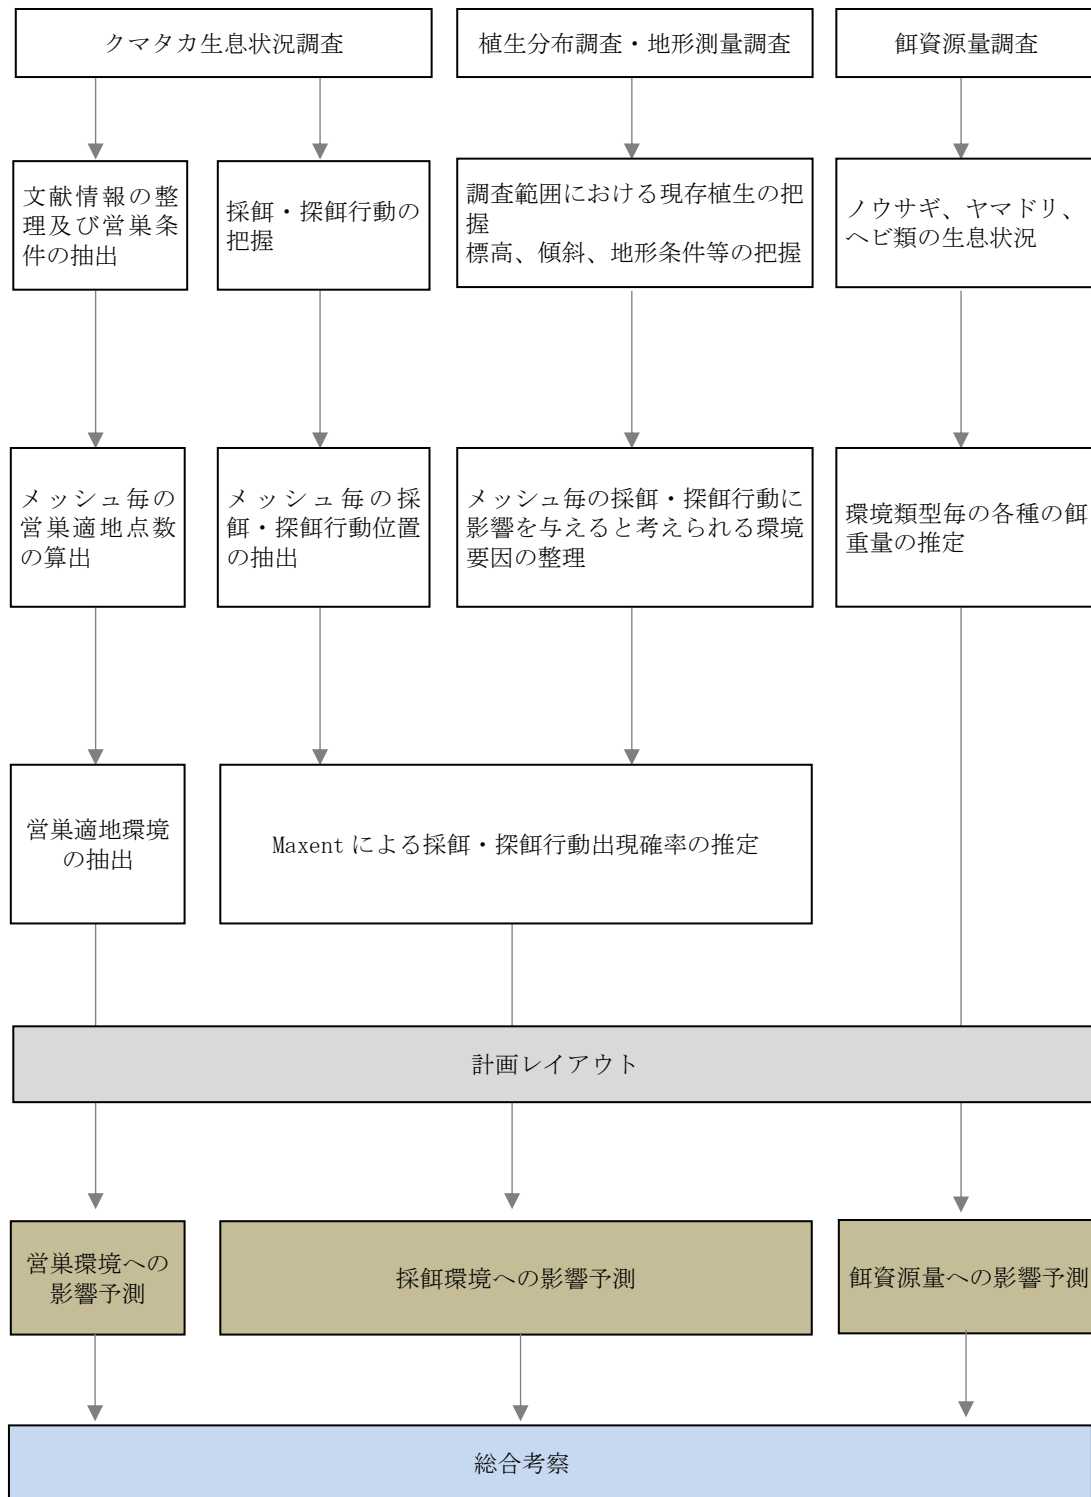 クマタカ生息状況調査
植生分布調査・地形測量調査
餌資源量調査
文献情報の整
理及び営巣条
件の抽出
採餌・探餌行動の
把握
調査範囲における現存植生の把
握
標高、傾斜、地形条件等の把握
ノウサギ、ヤマドリ、
ヘビ類の生息状況
メッシュ毎の
営巣適地点数
の算出
メッシュ毎の採
餌・探餌行動位置
の抽出
メッシュ毎の採餌・探餌行動に
影響を与えると考えられる環境
要因の整理
環境類型毎の各種の餌
重量の推定
営巣適地環境
の抽出
Maxent による採餌・探餌行動出現確率の推定
計画レイアウト
営巣環境への
影響予測
採餌環境への影響予測
餌資源量への影響予測
総合考察